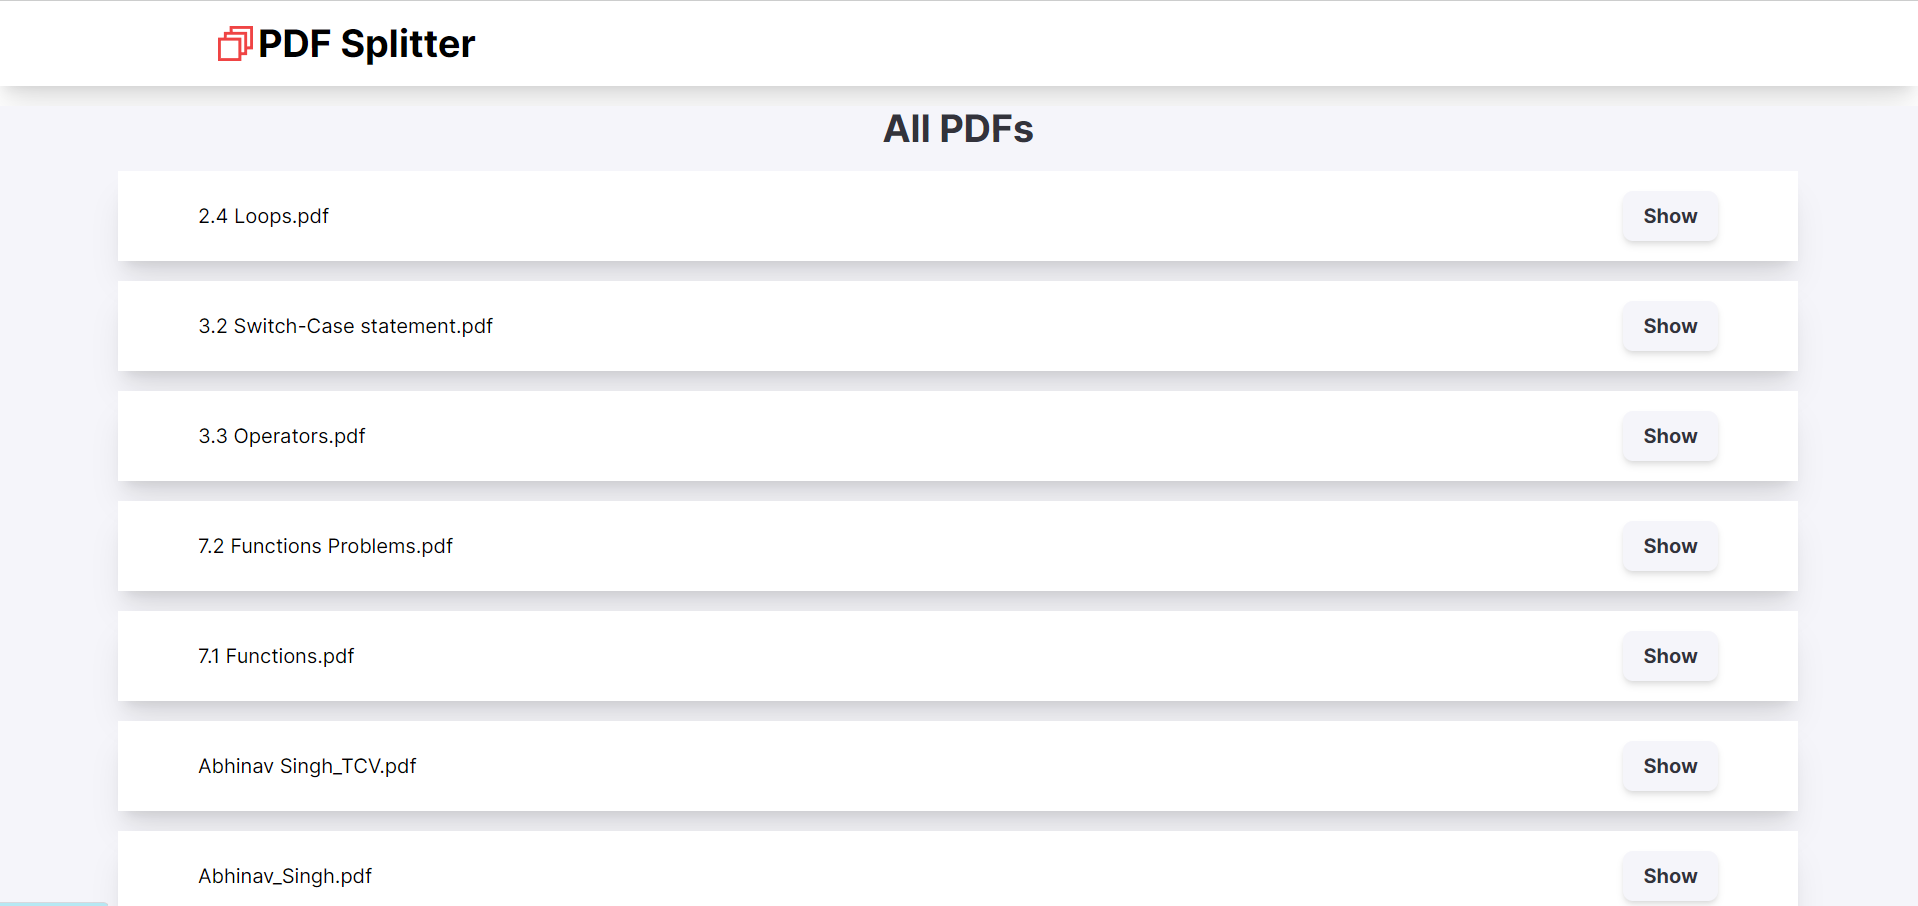 PDF Splitter
All PDFs
2.4 Loops.pdf Show
3.2 Switch-Case statement.pdf Show
3.3 Operators.pdf Show
7.2 Functions Problems.pdf Show
7.1 Functions.pdf Show
Abhinav Singh_TCV.pdf Show
Abhinav_Singh.pdf Show